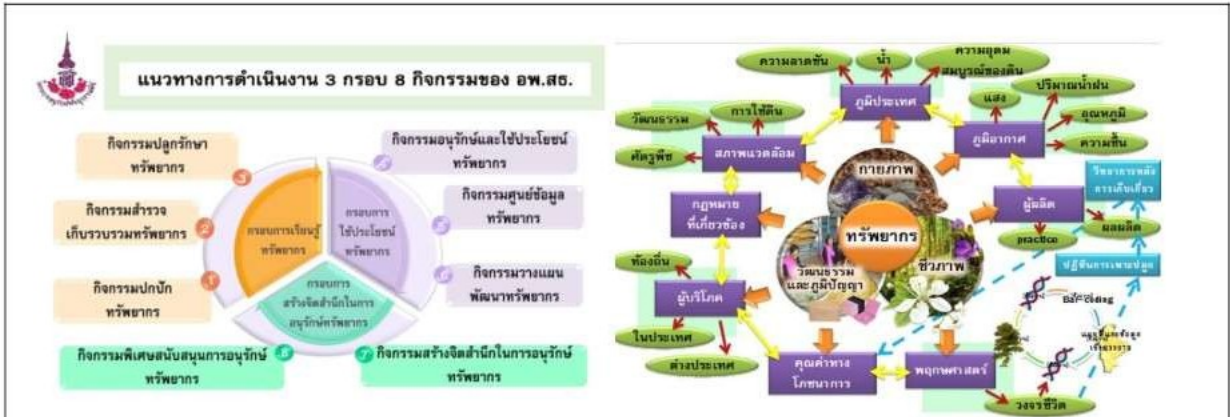 แนวทางการดำเนินงาน 3 กรอบ 8 กิจกรรมของ อพ.สธ.
กิจกรรมปลูกรักษา
ทรัพยากร
3
กิจกรรมสำรวจ
เก็บรวบรวมทรัพยากร
2
กิจกรรมปกปัก
ทรัพยากร
1
กรอบการเรียนรู้
ทรัพยากร
กรอบการ
ใช้ประโยชน์
ทรัพยากร
กรอบการ
สร้างจิตสำนึกในการ
อนุรักษ์ทรัพยากร
กิจกรรมอนุรักษ์และใช้ประโยชน์
ทรัพยากร
กิจกรรมศูนย์ข้อมูล
ทรัพยากร
กิจกรรมวางแผน
พัฒนาทรัพยากร
กิจกรรมพิเศษสนับสนุนการอนุรักษ์
ทรัพยากร
8
7
กิจกรรมสร้างจิตสำนึกในการอนุรักษ์
ทรัพยากร
ความลาดชัน
น้ำ
ความอุดม
สมบูรณ์ของดิน
ภูมิประเทศ
แสง
ปริมาณน้ำฝน
อุณหภูมิ
ความชื้น
ภูมิอากาศ
วัฒนธรรม
การใช้ดิน
ศัตรูพืช
สภาพแวดล้อม
กายภาพ
วิทยาการหลัง
การเก็บเกี่ยว
กฎหมาย
ที่เกี่ยวข้อง
ทรัพยากร
ผู้ผลิต
ผลผลิต
practice
ปฏิทินการเพาะปลูก
ท้องถิ่น
วัฒนธรรม
และภูมิปัญญา
ชีวภาพ
ผู้บริโภค
ในประเทศ
ต่างประเทศ
คุณค่าทาง
โภชนาการ
พฤกษศาสตร์
วงจรชีวิต
Bar-coding